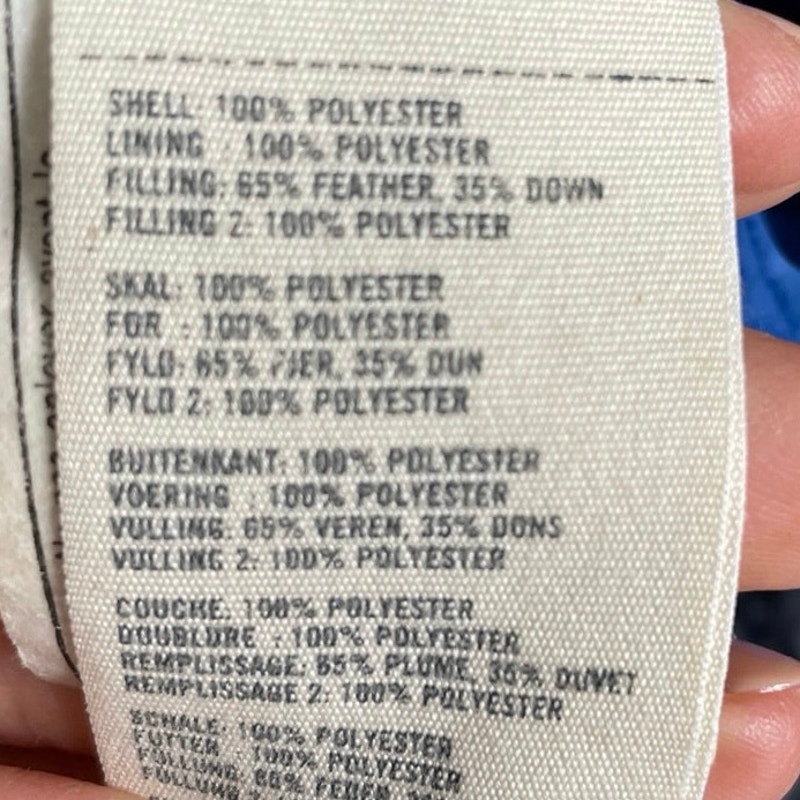 SHELL: 100% POLYESTER
LINING : 100% POLYESTER
FILLING: 65% FEATHER, 35% DOWN
FILLING 2: 100% POLYESTER
SKAL: 100% POLYESTER
FOR : 100% POLYESTER
FYLD: 65% FJER, 35% DUN
FYLD 2: 100% POLYESTER
BUITENKANT: 100% POLYESTER
VOERING : 100% POLYESTER
VULLING: 65% VEREN, 35% DONS
VULLING 2: 100% POLYESTER
COUCHE: 100% POLYESTER
DOUBLURE : 100% POLYESTER
REMPLISSAGE: 65% PLUME, 35% DUVET
REMPLISSAGE 2: 100% POLYESTER
SCHALE: 100% POLYESTER
FUTTER : 100% POLYESTER
FÜLLUNG: 65% FEDER,